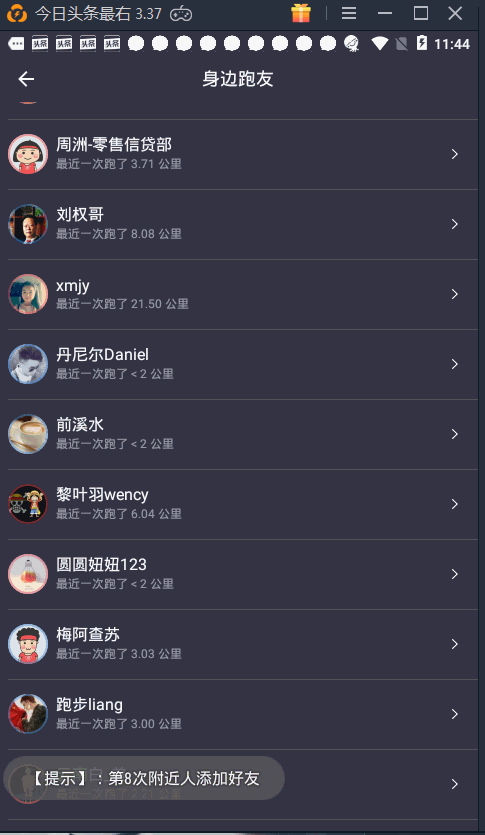 今日头条最右 3.37
头条 头条 头条 头条 11:44
身边跑友
周洲-零售信贷部
最近一次跑了 3.71 公里
刘权哥
最近一次跑了 8.08 公里
xmjy
最近一次跑了 21.50 公里
丹尼尔Daniel
最近一次跑了 < 2 公里
前溪水
最近一次跑了 < 2 公里
黎叶羽wency
最近一次跑了 6.04 公里
圆圆妞妞123
最近一次跑了 < 2 公里
梅阿查苏
最近一次跑了 3.03 公里
跑步liang
最近一次跑了 3.00 公里
【提示】：第8次附近人添加好友